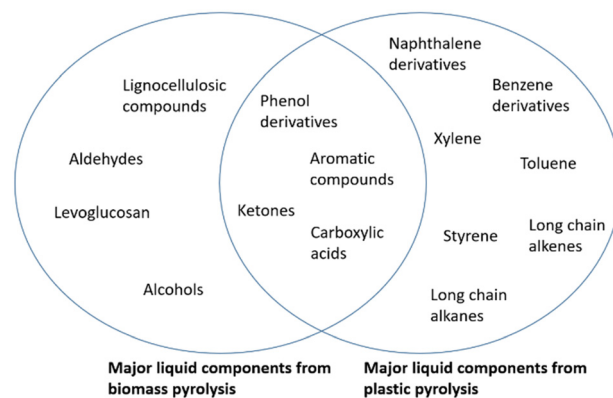 Lignocellulosic
compounds
Aldehydes
Levoglucosan
Alcohols
Phenol
derivatives
Aromatic
compounds
Ketones
Carboxylic
acids
Naphthalene
derivatives
Benzene
derivatives
Xylene
Toluene
Styrene
Long chain
alkenes
Long chain
alkanes
Major liquid components from
biomass pyrolysis
Major liquid components from
plastic pyrolysis